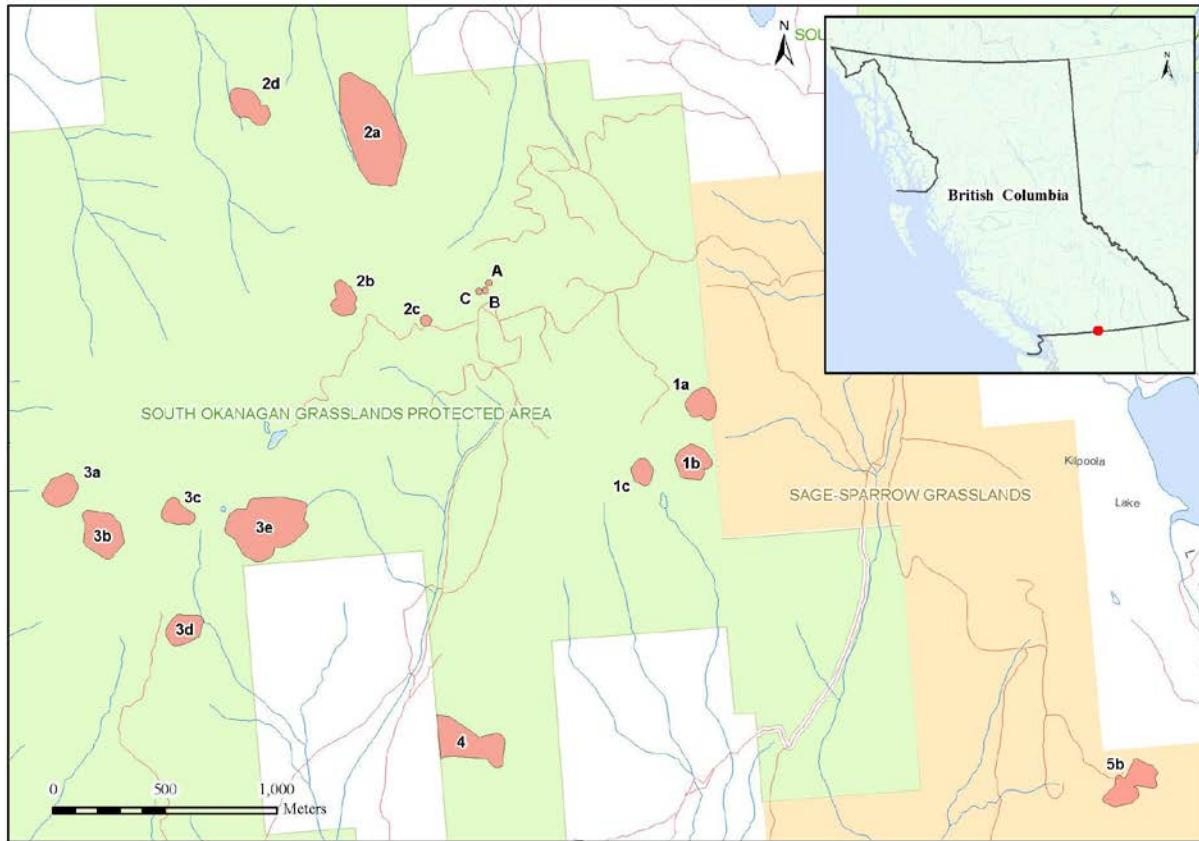 N
SOU
N
British Columbia
2d
2a
A
2b
C
B
2c
1a
SOUTH OKANAGAN GRASSLANDS PROTECTED AREA
1b
Kilpoola
1c
3a
3c
SAGE-SPARROW GRASSLANDS
Lake
3e
3b
3d
4
5b
0 500 1,000
Meters